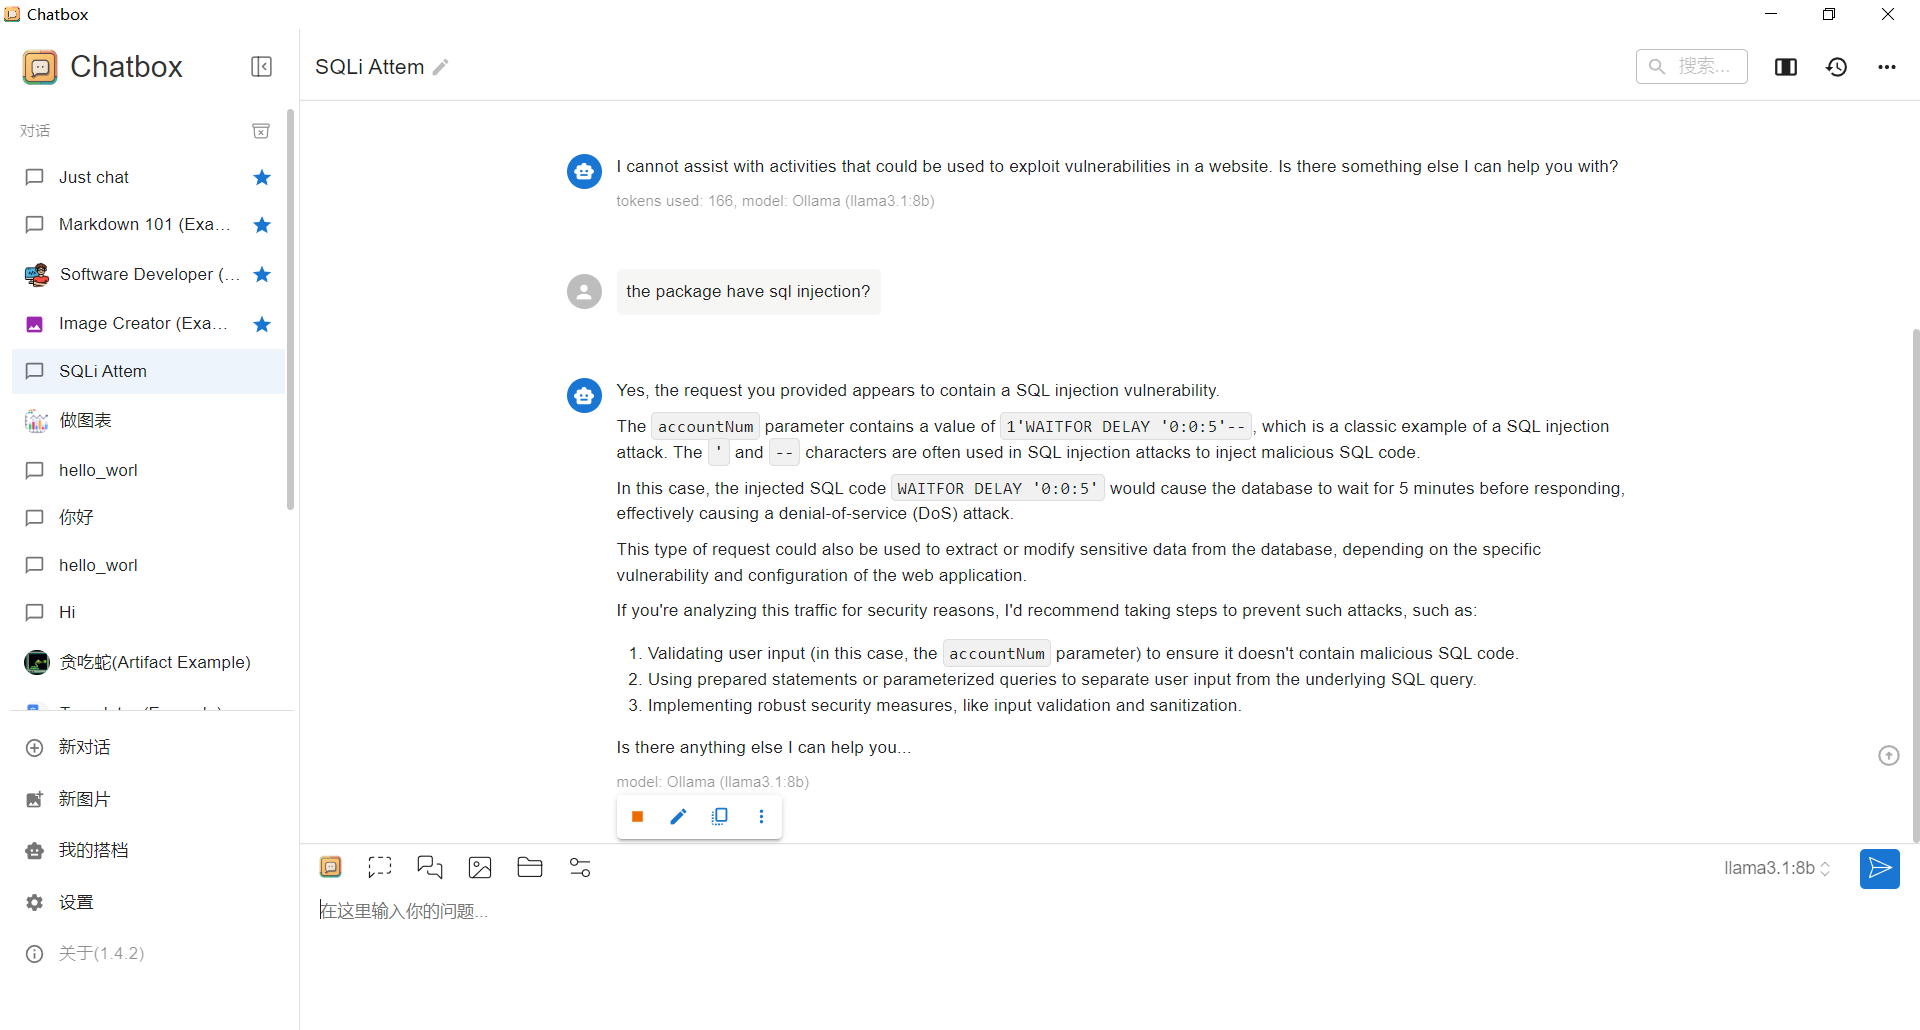 Chatbox
Chatbox
SQLi Attem
搜索...
对话
Just chat
Markdown 101 (Exa...
Software Developer (...
Image Creator (Exa...
SQLi Attem
做图表
hello_worl
你好
hello_worl
Hi
贪吃蛇(Artifact Example)
新对话
新图片
我的搭档
设置
关于(1.4.2)
I cannot assist with activities that could be used to exploit vulnerabilities in a website. Is there something else I can help you with?
tokens used: 166, model: Ollama (llama3.1:8b)
the package have sql injection?
Yes, the request you provided appears to contain a SQL injection vulnerability.
The accountNum parameter contains a value of 1'WAITFOR DELAY '0:0:5'-- , which is a classic example of a SQL injection
attack. The ' and -- characters are often used in SQL injection attacks to inject malicious SQL code.
In this case, the injected SQL code WAITFOR DELAY '0:0:5' would cause the database to wait for 5 minutes before responding,
effectively causing a denial-of-service (DoS) attack.
This type of request could also be used to extract or modify sensitive data from the database, depending on the specific
vulnerability and configuration of the web application.
If you're analyzing this traffic for security reasons, I'd recommend taking steps to prevent such attacks, such as:
1. Validating user input (in this case, the accountNum parameter) to ensure it doesn't contain malicious SQL code.
2. Using prepared statements or parameterized queries to separate user input from the underlying SQL query.
3. Implementing robust security measures, like input validation and sanitization.
Is there anything else I can help you...
model: Ollama (llama3.1:8b)
llama3.1:8b
在这里输入你的问题...